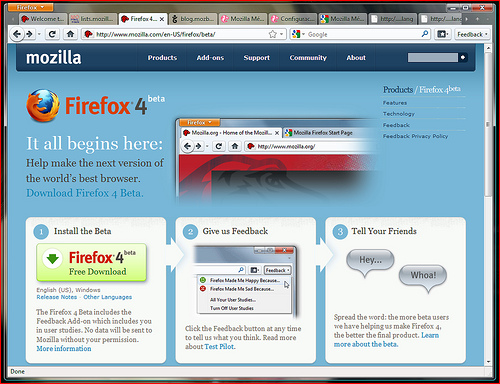 Firefox
Welcome t...
lists.mozill...
Firefox 4...
blog.mozb...
Mozilla Mé...
Configurac...
Mozilla Mé...
http:/...lang
http:/...lang
http://www.mozilla.com/en-US/firefox/beta/
Google
Feedback
mozilla
Products
Add-ons
Support
Community
About
Firefox 4 beta
Products / Firefox 4 beta
Features
Technology
Feedback
Feedback Privacy Policy
It all begins here:
Help make the next version of
the world's best browser.
Download Firefox 4 Beta.
Firefox
Mozilla.org - Home of the Mozill...
Mozilla Firefox Start Page
http://www.mozilla.org/
1 Install the Beta
Firefox 4 beta
Free Download
English (US), Windows
Release Notes - Other Languages
The Firefox 4 Beta includes the
Feedback Add-on which includes you
in user studies. No data will be sent to
Mozilla without your permission.
More information
2 Give us Feedback
Feedback
Firefox Made Me Happy Because...
Firefox Made Me Sad Because...
All Your User Studies...
Turn Off User Studies
Click the Feedback button at any time
to tell us what you think. Read more
about Test Pilot.
3 Tell Your Friends
Hey...
Whoa!
Spread the word: the more beta users
we have helping us make Firefox 4,
the better the final product. Learn
more about the beta.
Done